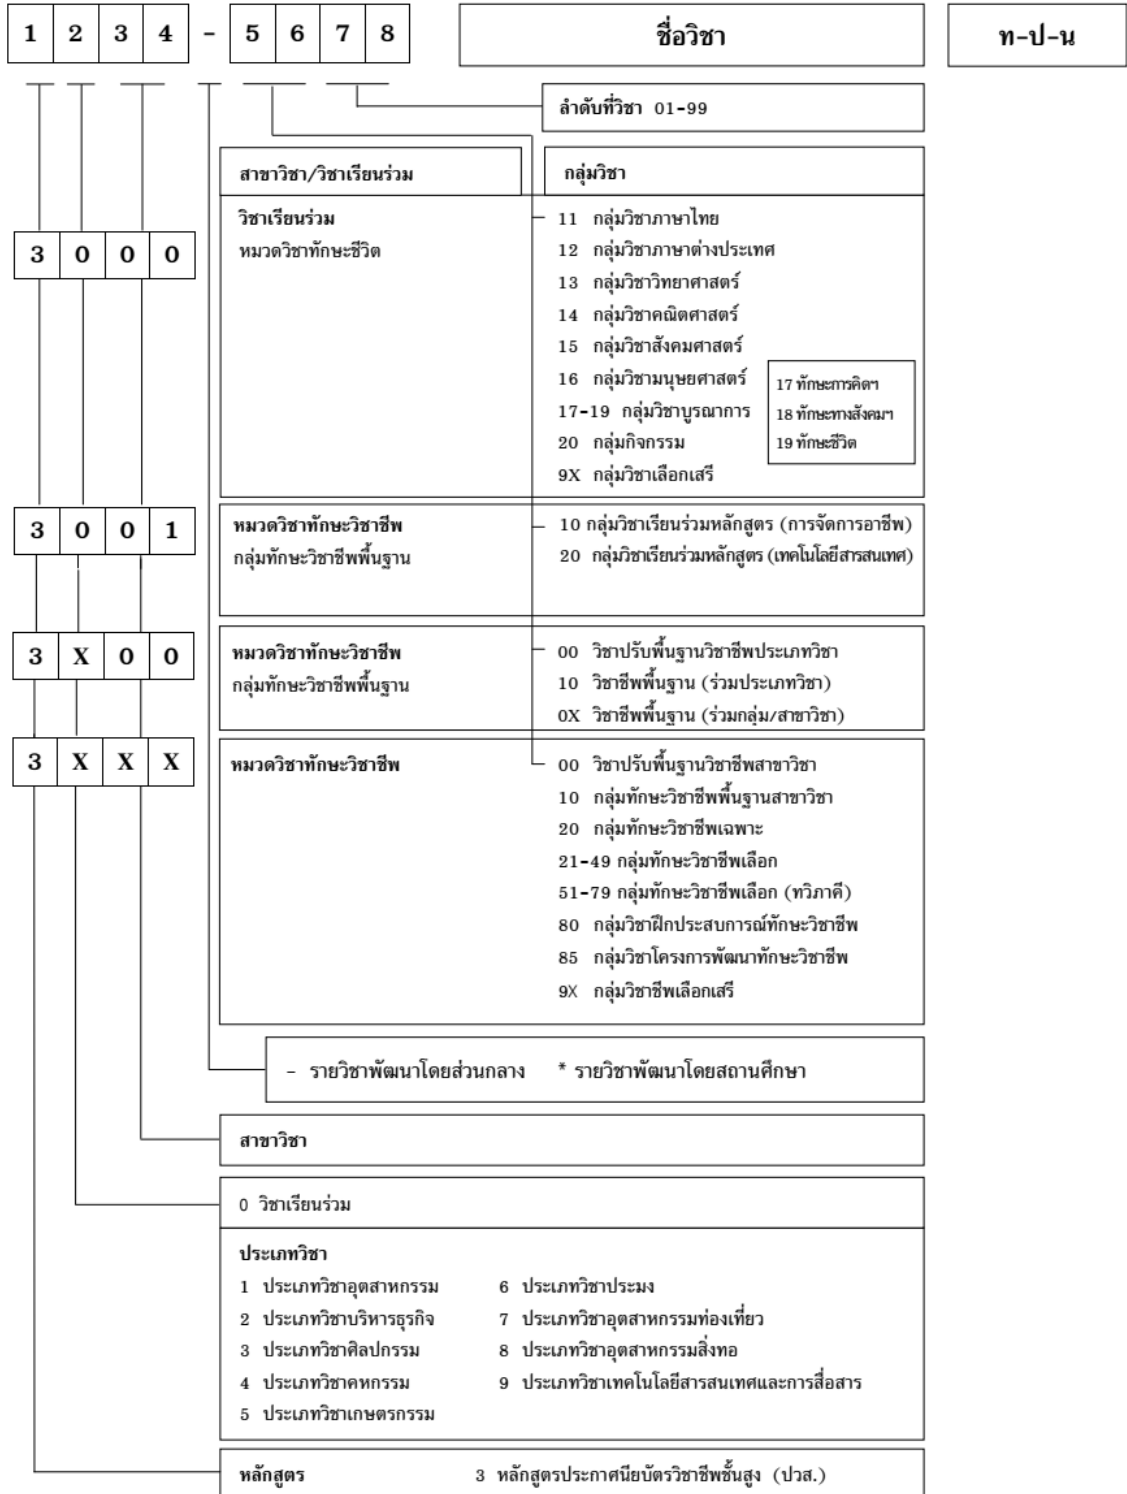 1 2 3 4 - 5 6 7 8 ชื่อวิชา ท-ป-น
ลำดับที่วิชา 01-99
สาขาวิชา/วิชาเรียนร่วม กลุ่มวิชา
วิชาเรียนร่วม
หมวดวิชาทักษะชีวิต
3 0 0 0
11 กลุ่มวิชาภาษาไทย
12 กลุ่มวิชาภาษาต่างประเทศ
13 กลุ่มวิชาวิทยาศาสตร์
14 กลุ่มวิชาคณิตศาสตร์
15 กลุ่มวิชาสังคมศาสตร์
16 กลุ่มวิชามนุษยศาสตร์
17-19 กลุ่มวิชาบูรณาการ
20 กลุ่มกิจกรรม
9X กลุ่มวิชาเลือกเสรี
17 ทักษะการคิดฯ
18 ทักษะทางสังคมฯ
19 ทักษะชีวิต
3 0 0 1
หมวดวิชาทักษะวิชาชีพ
กลุ่มทักษะวิชาชีพพื้นฐาน
10 กลุ่มวิชาเรียนร่วมหลักสูตร (การจัดการอาชีพ)
20 กลุ่มวิชาเรียนร่วมหลักสูตร (เทคโนโลยีสารสนเทศ)
3 X 0 0
หมวดวิชาทักษะวิชาชีพ
กลุ่มทักษะวิชาชีพพื้นฐาน
00 วิชาปรับพื้นฐานวิชาชีพประเภทวิชา
10 วิชาชีพพื้นฐาน (ร่วมประเภทวิชา)
0X วิชาชีพพื้นฐาน (ร่วมกลุ่ม/สาขาวิชา)
3 X X X
หมวดวิชาทักษะวิชาชีพ
00 วิชาปรับพื้นฐานวิชาชีพสาขาวิชา
10 กลุ่มทักษะวิชาชีพพื้นฐานสาขาวิชา
20 กลุ่มทักษะวิชาชีพเฉพาะ
21-49 กลุ่มทักษะวิชาชีพเลือก
51-79 กลุ่มทักษะวิชาชีพเลือก (ทวิภาคี)
80 กลุ่มวิชาฝึกประสบการณ์ทักษะวิชาชีพ
85 กลุ่มวิชาโครงการพัฒนาทักษะวิชาชีพ
9X กลุ่มวิชาชีพเลือกเสรี
- รายวิชาพัฒนาโดยส่วนกลาง * รายวิชาพัฒนาโดยสถานศึกษา
สาขาวิชา
0 วิชาเรียนร่วม
ประเภทวิชา
1 ประเภทวิชาอุตสาหกรรม 6 ประเภทวิชาประมง
2 ประเภทวิชาบริหารธุรกิจ 7 ประเภทวิชาอุตสาหกรรมท่องเที่ยว
3 ประเภทวิชาศิลปกรรม 8 ประเภทวิชาอุตสาหกรรมสิ่งทอ
4 ประเภทวิชาคหกรรม 9 ประเภทวิชาเทคโนโลยีสารสนเทศและการสื่อสาร
5 ประเภทวิชาเกษตรกรรม
หลักสูตร 3 หลักสูตรประกาศนียบัตรวิชาชีพชั้นสูง (ปวส.)